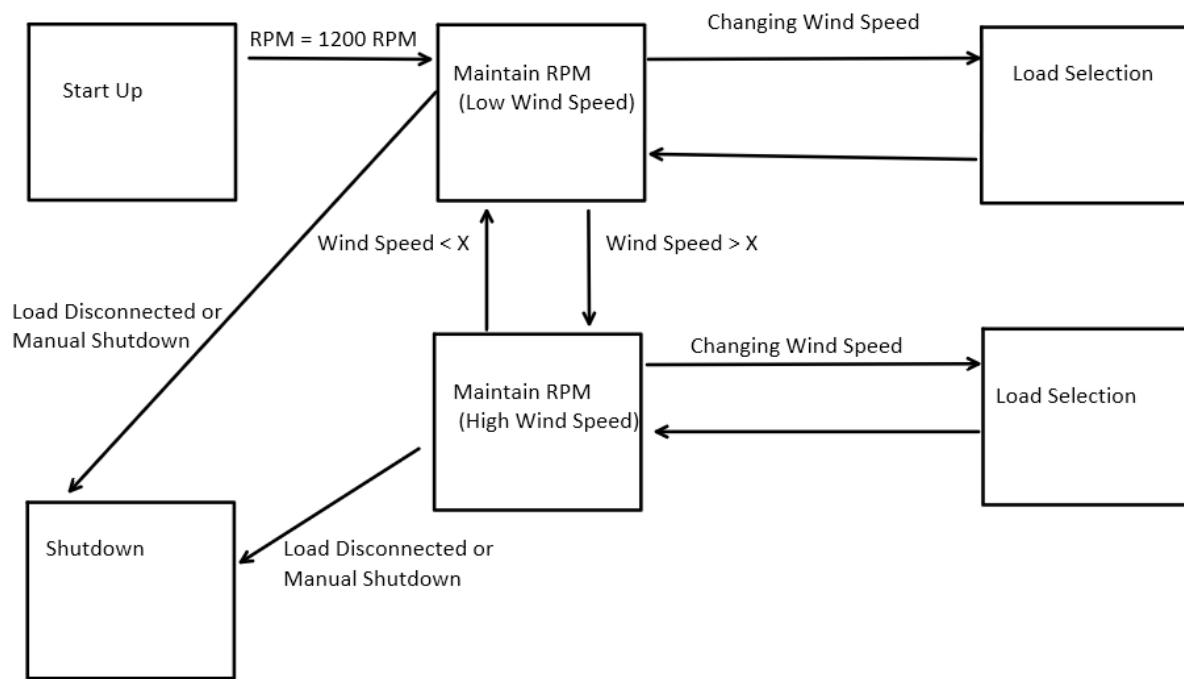 RPM = 1200 RPM
Changing Wind Speed
Start Up
Maintain RPM
(Low Wind Speed)
Load Selection
Wind Speed < X
Wind Speed > X
Load Disconnected or
Manual Shutdown
Changing Wind Speed
Maintain RPM
(High Wind Speed)
Load Selection
Shutdown
Load Disconnected or
Manual Shutdown